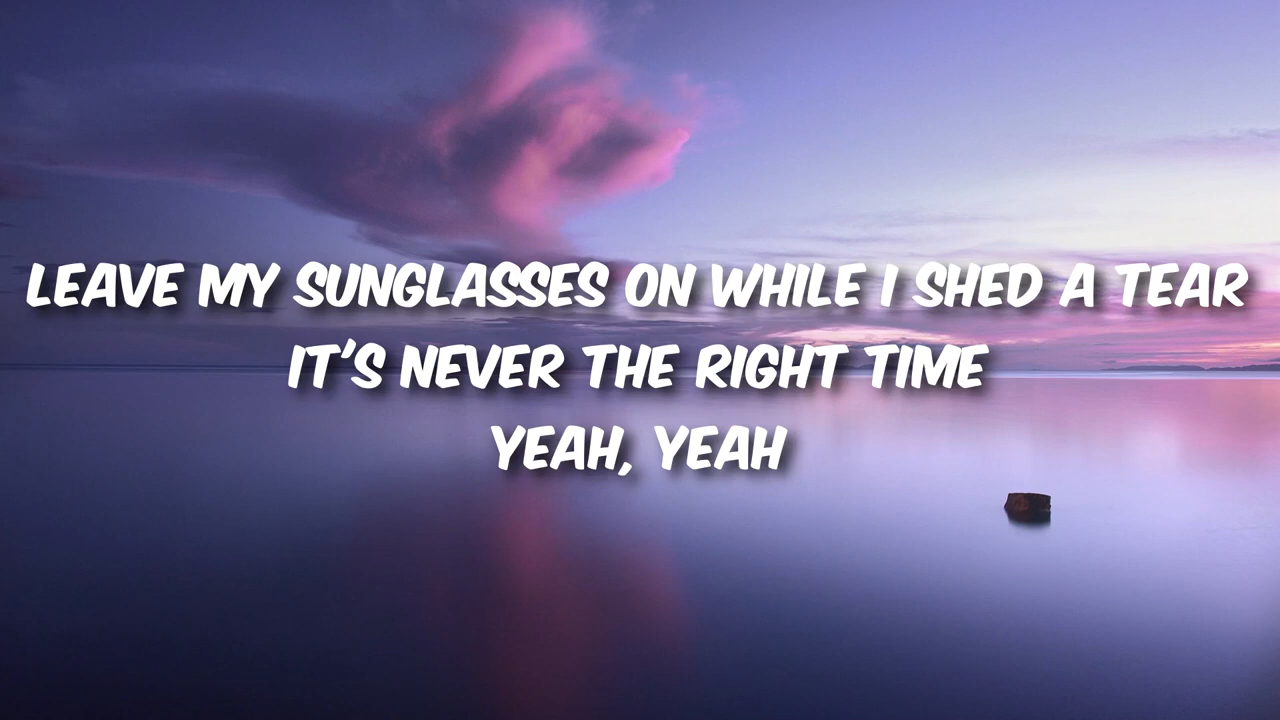 LEAVE MY SUNGLASSES ON WHILE I SHED A TEAR
IT'S NEVER THE RIGHT TIME
YEAH, YEAH